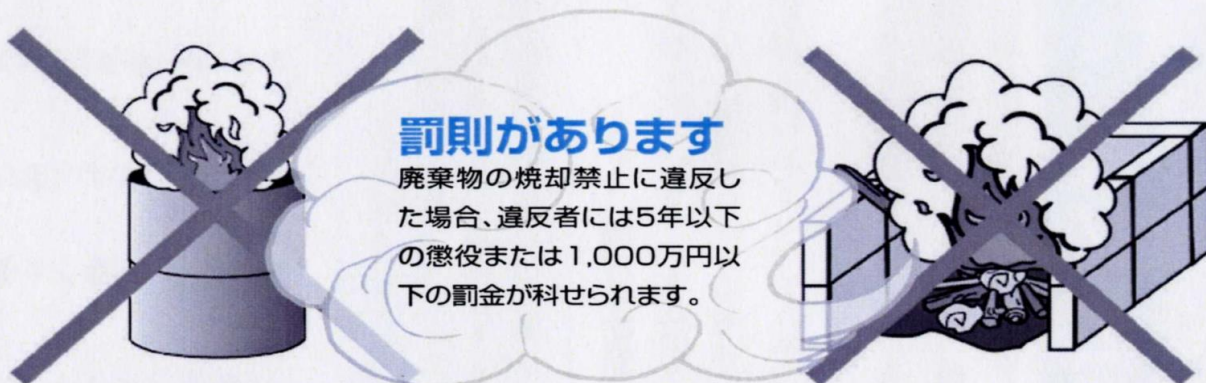 罰則があります
廃棄物の焼却禁止に違反し
た場合、違反者には5年以下
の懲役または1,000万円以
下の罰金が科せられます。